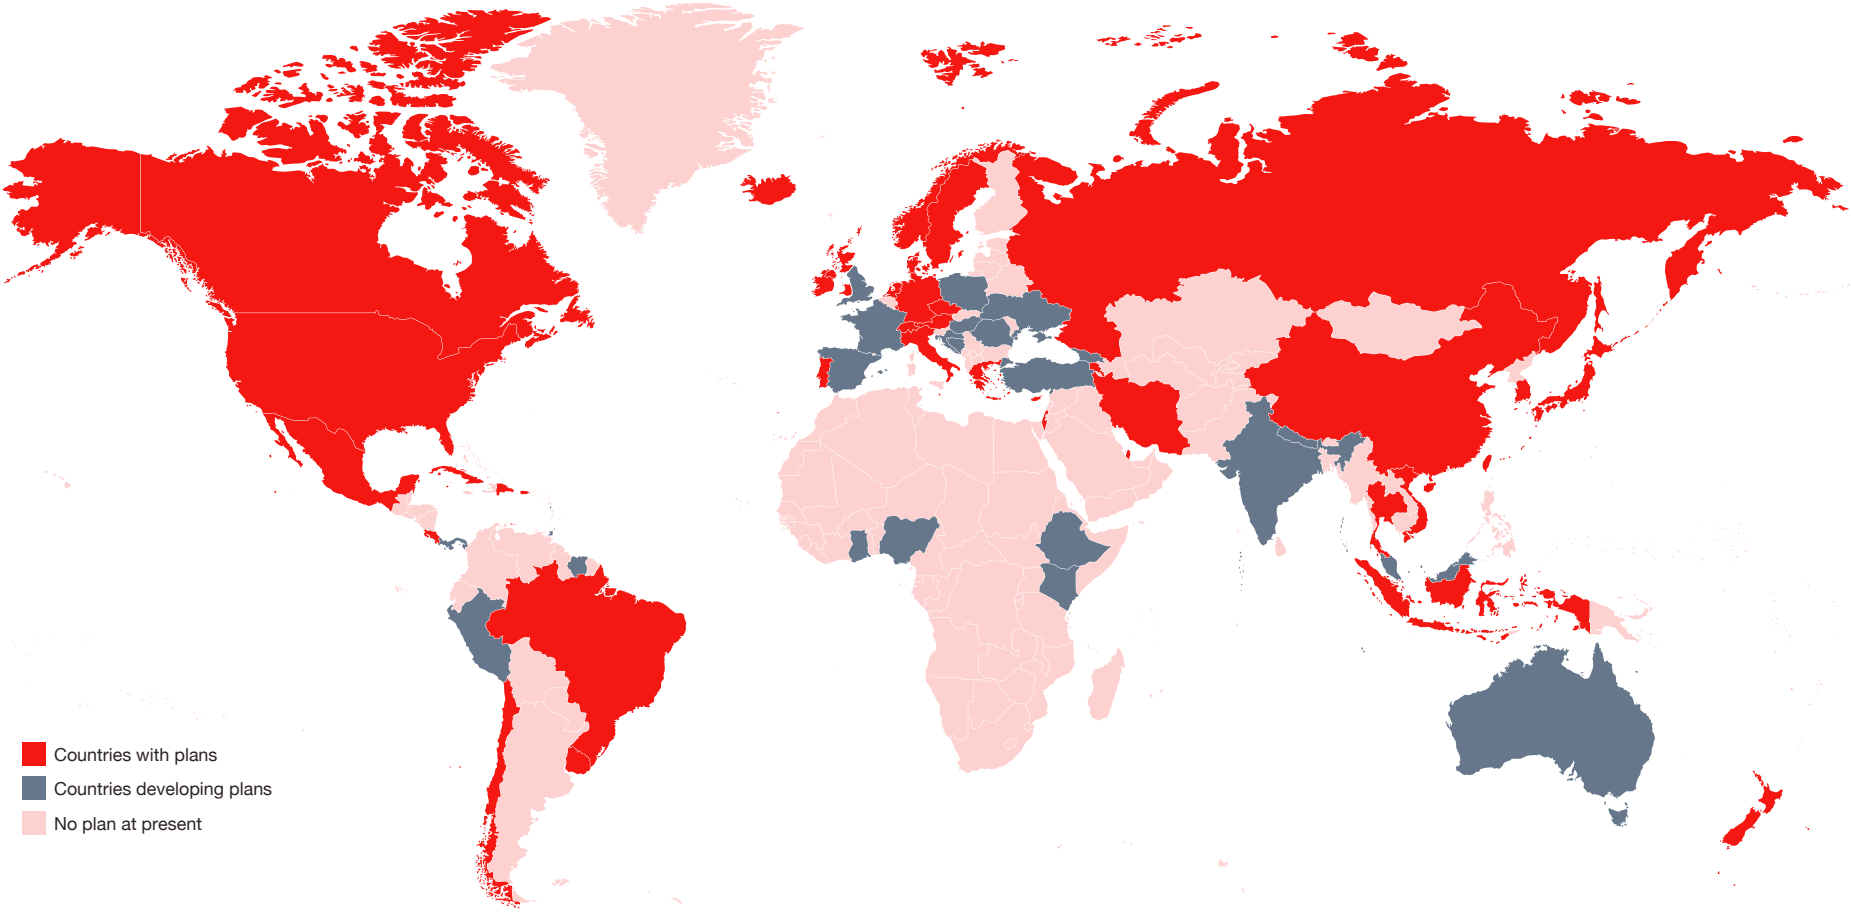 Countries with plans
Countries developing plans
No plan at present